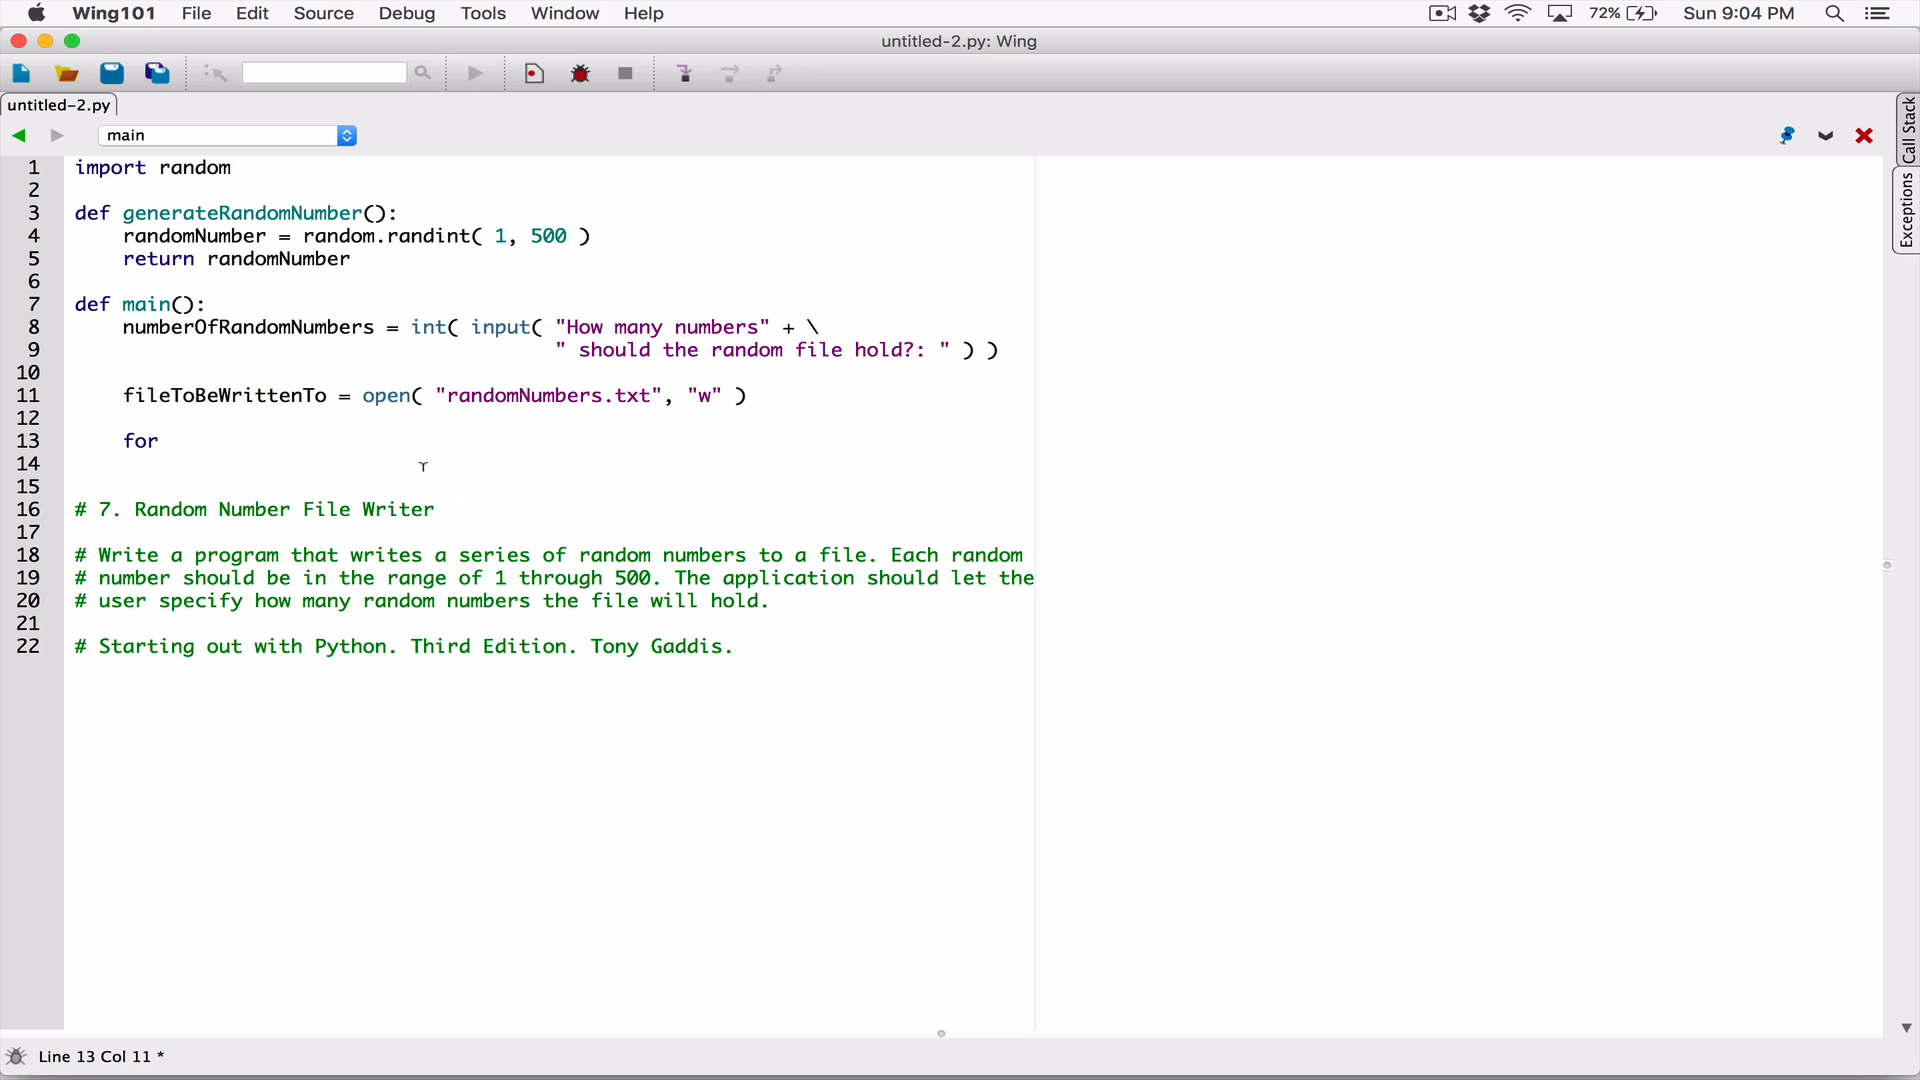 Wing101 File Edit Source Debug Tools Window Help 72% Sun 9:04 PM
untitled-2.py: Wing
untitled-2.py
main
Call Stack
Exceptions
1 import random
2
3 def generateRandomNumber():
4 randomNumber = random.randint( 1, 500 )
5 return randomNumber
6
7 def main():
8 numberOfRandomNumbers = int( input( "How many numbers" + \
9 " should the random file hold?: " ) )
10
11 fileToBeWrittenTo = open( "randomNumbers.txt", "w" )
12
13 for
14
15
16 # 7. Random Number File Writer
17
18 # Write a program that writes a series of random numbers to a file. Each random
19 # number should be in the range of 1 through 500. The application should let the
20 # user specify how many random numbers the file will hold.
21
22 # Starting out with Python. Third Edition. Tony Gaddis.
Line 13 Col 11 *